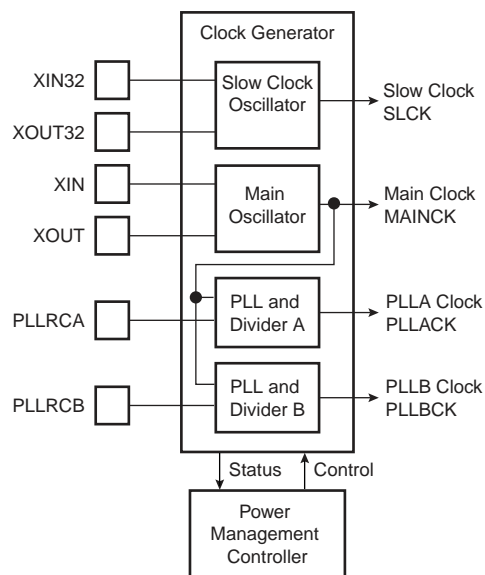 Clock Generator
XIN32
Slow Clock
Oscillator
Slow Clock
SLCK
XOUT32
XIN
Main
Oscillator
Main Clock
MAINCK
XOUT
PLLRCA
PLL and
Divider A
PLLA Clock
PLLACK
PLLRCB
PLL and
Divider B
PLLB Clock
PLLBCK
Status
Control
Power
Management
Controller